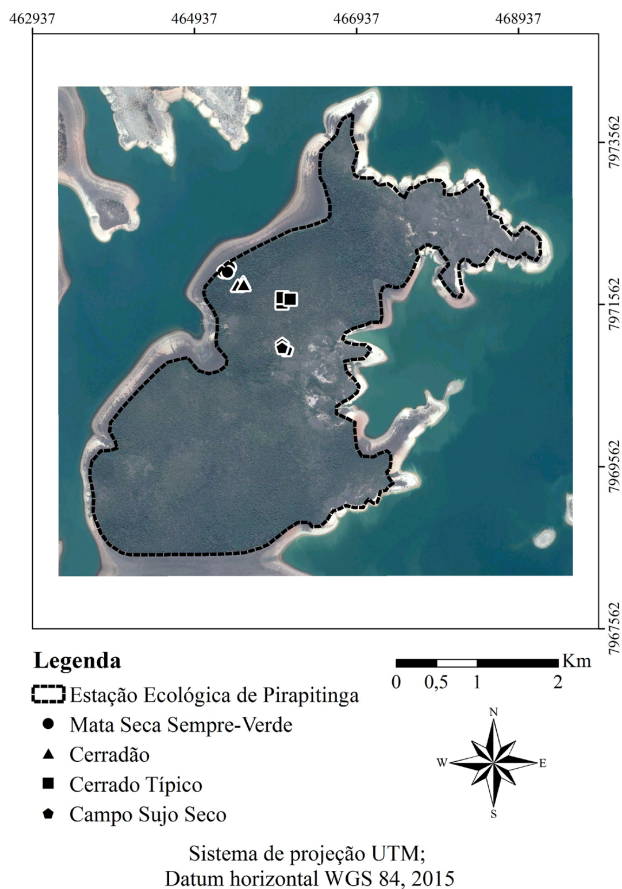 462937 464937 466937 468937
7973562
7971562
7969562
7967562
Legenda
Estação Ecológica de Pirapitinga
Mata Seca Sempre-Verde
Cerradão
Cerrado Típico
Campo Sujo Seco
Km
0 0,5 1 2
N
W E
S
Sistema de projeção UTM;
Datum horizontal WGS 84, 2015